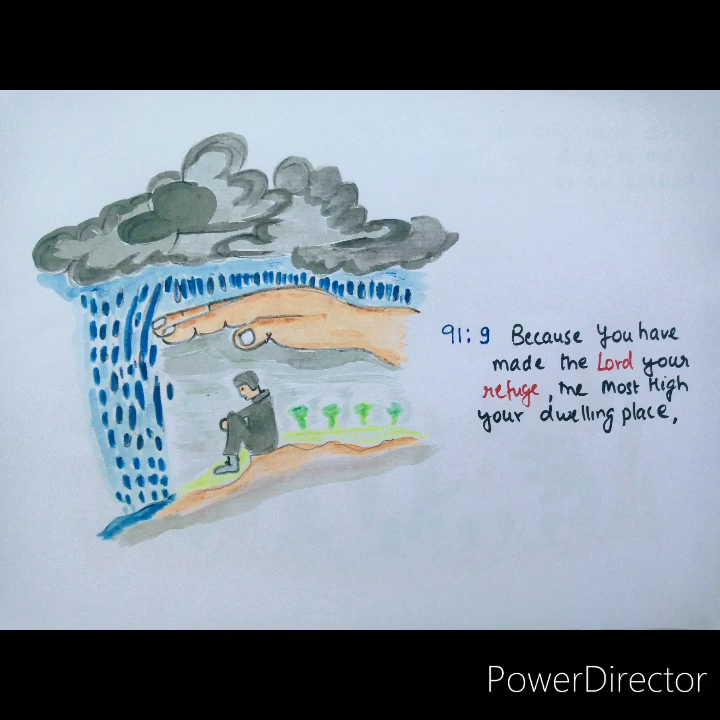 91:9 Because You have
made the Lord your
refuge, the most High
your dwelling place,
PowerDirector